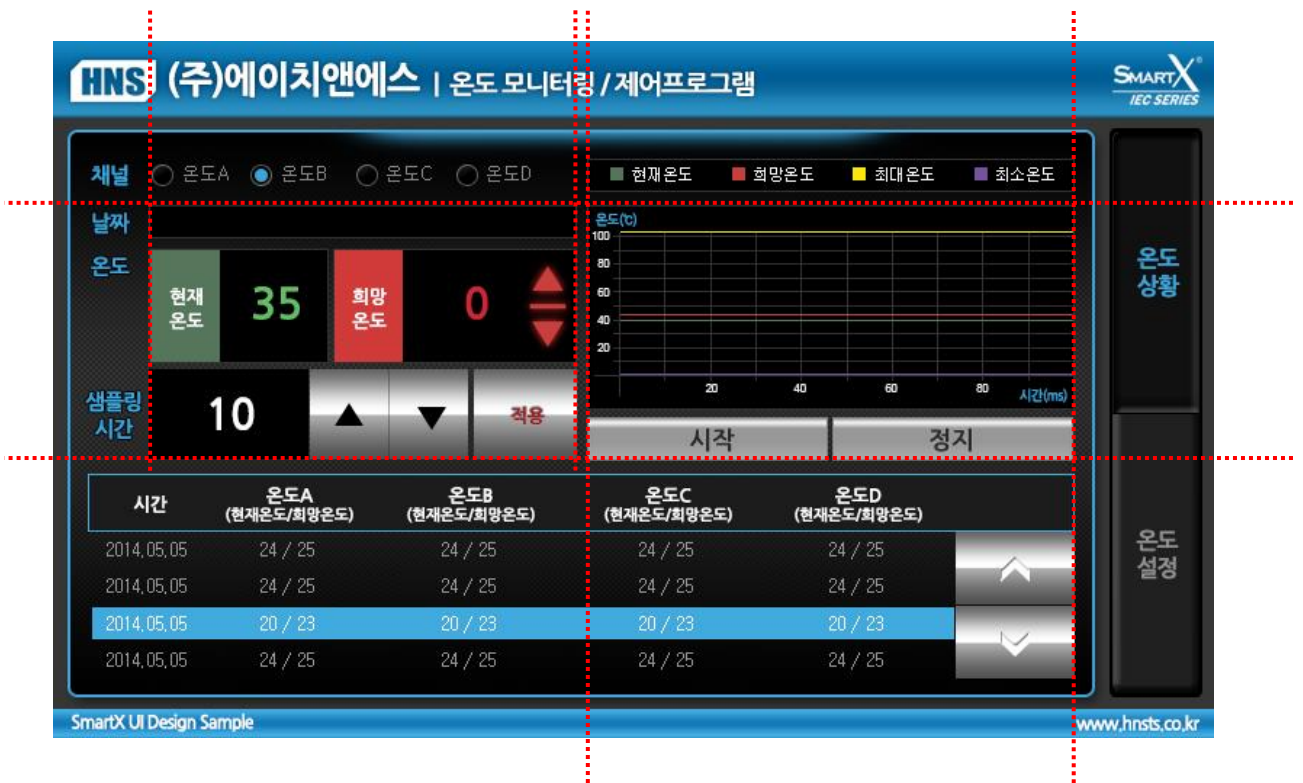 HNS (주)에이치앤에스 | 온도 모니터링 / 제어프로그램
SMARTX
IEC SERIES
채널 온도A 온도B 온도C 온도D
현재온도 희망온도 최대온도 최소온도
날짜
온도
현재
온도
35
희망
온도
0
샘플링
시간
10
▲
▼
적용
온도(℃)
100
80
60
40
20
20 40 60 80 시간(ms)
시작 정지
온도
상황
온도
설정
시간 온도A 온도B 온도C 온도D
(현재온도/희망온도) (현재온도/희망온도) (현재온도/희망온도) (현재온도/희망온도)
2014.05.05 24 / 25 24 / 25 24 / 25 24 / 25
2014.05.05 24 / 25 24 / 25 24 / 25 24 / 25
2014.05.05 20 / 23 20 / 23 20 / 23 20 / 23
2014.05.05 24 / 25 24 / 25 24 / 25 24 / 25
SmartX UI Design Sample
www.hnsts.co.kr